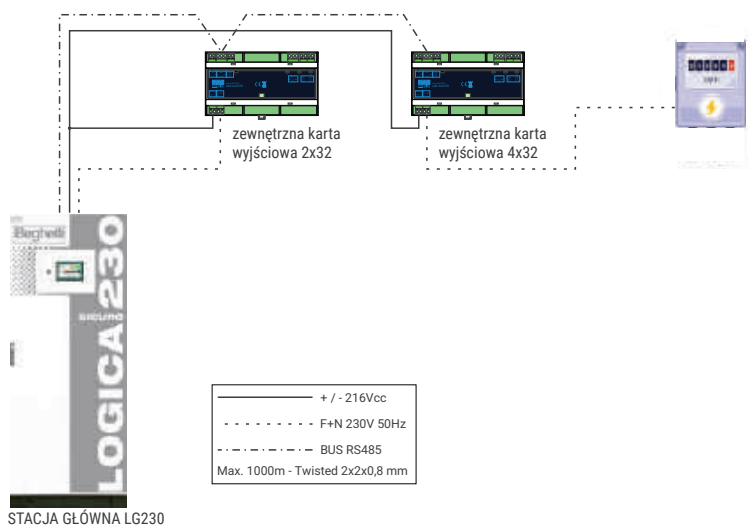 zewnętrzna karta
wyjściowa 2x32
zewnętrzna karta
wyjściowa 4x32
Beghelli
LOGICA 230
+ / - 216Vcc
F+N 230V 50Hz
BUS RS485
Max. 1000m - Twisted 2x2x0,8 mm
STACJA GŁÓWNA LG230